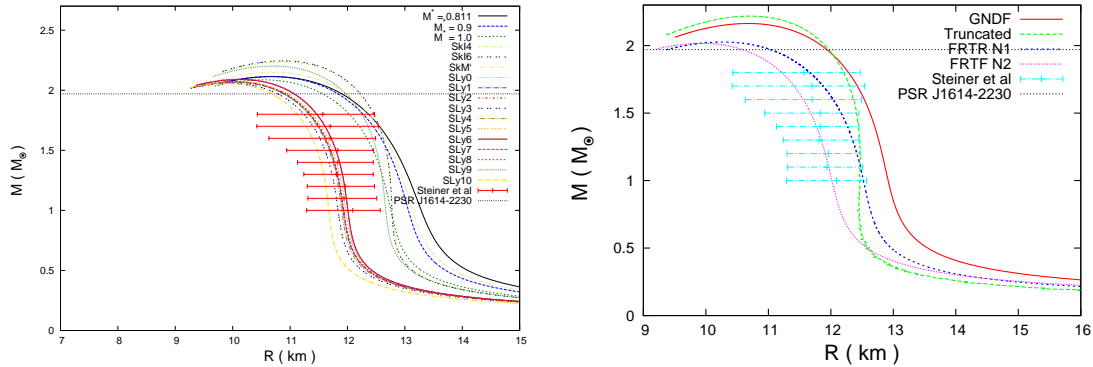 M* = 0.811
M* = 0.9
M* = 1.0
SkI4
SkI6
SkM*
SLy0
SLy1
SLy2
SLy3
SLy4
SLy5
SLy6
SLy7
SLy8
SLy9
SLy10
Steiner et al
PSR J1614-2230
M ( M⊙ )
2.5
2
1.5
1
0.5
0
7 8 9 10 11 12 13 14 15
R ( km )
GNDF
Truncated
FRTR N1
FRTF N2
Steiner et al
PSR J1614-2230
M ( M⊙ )
2
1.5
1
0.5
0
9 10 11 12 13 14 15 16
R ( km )